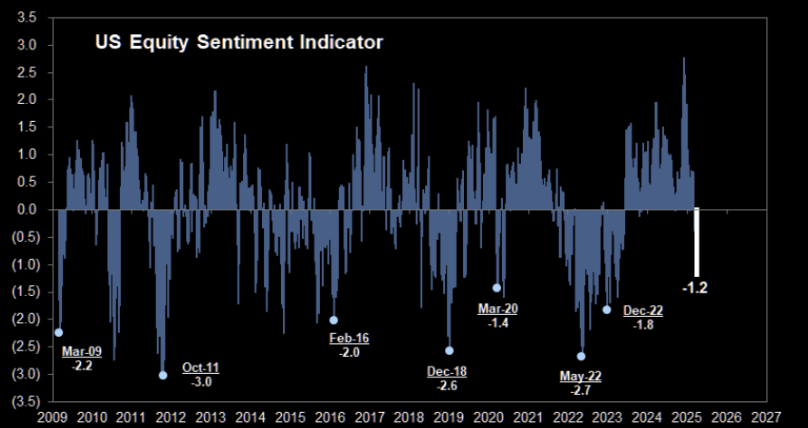 US Equity Sentiment Indicator
3.5
3.0
2.5
2.0
1.5
1.0
0.5
0.0
(0.5)
(1.0)
(1.5)
(2.0)
(2.5)
(3.0)
(3.5)
-1.2
Mar-20
-1.4
Dec-22
-1.8
Feb-16
-2.0
Mar-09
-2.2
Oct-11
-3.0
Dec-18
-2.6
May-22
-2.7
2009 2010 2011 2012 2013 2014 2015 2016 2017 2018 2019 2020 2021 2022 2023 2024 2025 2026 2027